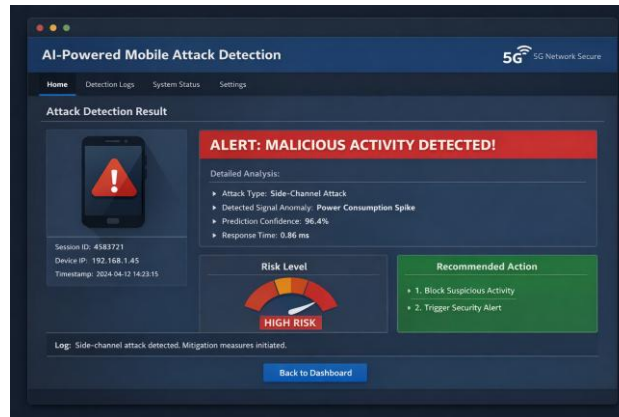 AI-Powered Mobile Attack Detection
5G 5G Network Secure
Home Detection Logs System Status Settings
Attack Detection Result
ALERT: MALICIOUS ACTIVITY DETECTED!
Detailed Analysis:
Attack Type: Side-Channel Attack
Detected Signal Anomaly: Power Consumption Spike
Prediction Confidence: 96.4%
Response Time: 0.86 ms
Session ID: 4583721
Device IP: 192.168.1.45
Timestamp: 2024-04-12 14:23:15
Risk Level
HIGH RISK
Recommended Action
1. Block Suspicious Activity
2. Trigger Security Alert
Log: Side-channel attack detected. Mitigation measures initiated.
Back to Dashboard